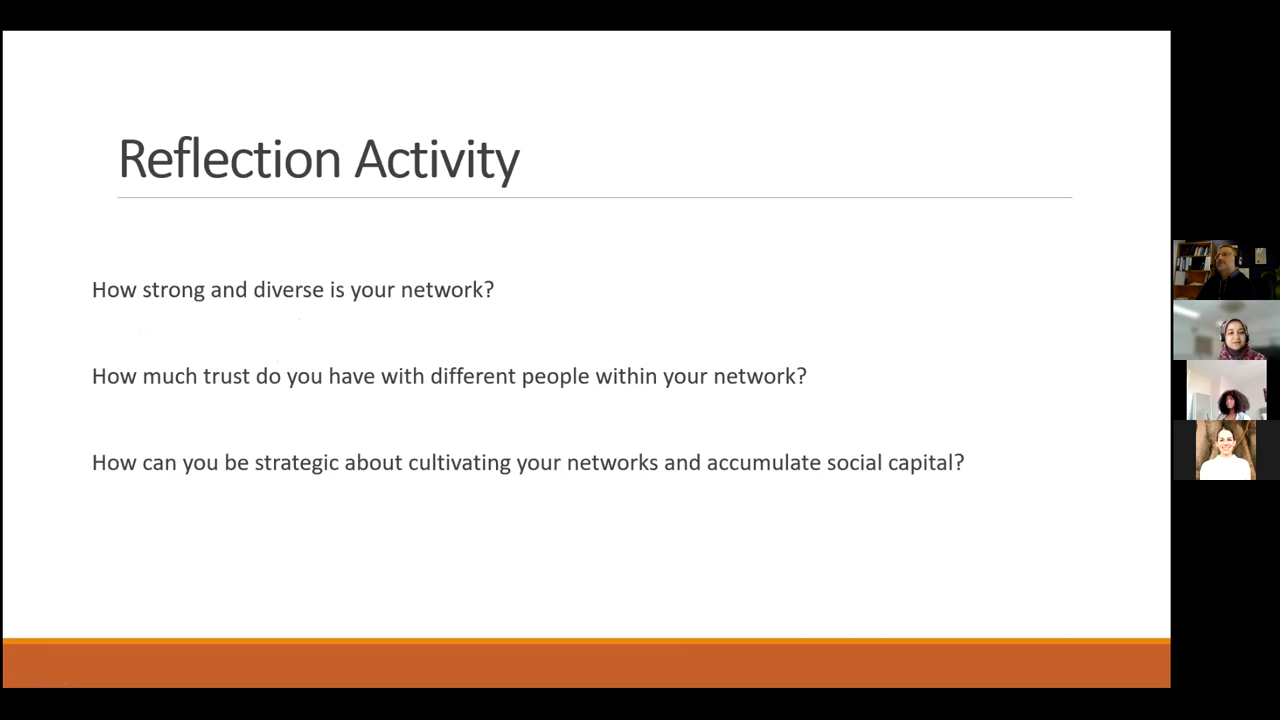 Reflection Activity
How strong and diverse is your network?
How much trust do you have with different people within your network?
How can you be strategic about cultivating your networks and accumulate social capital?